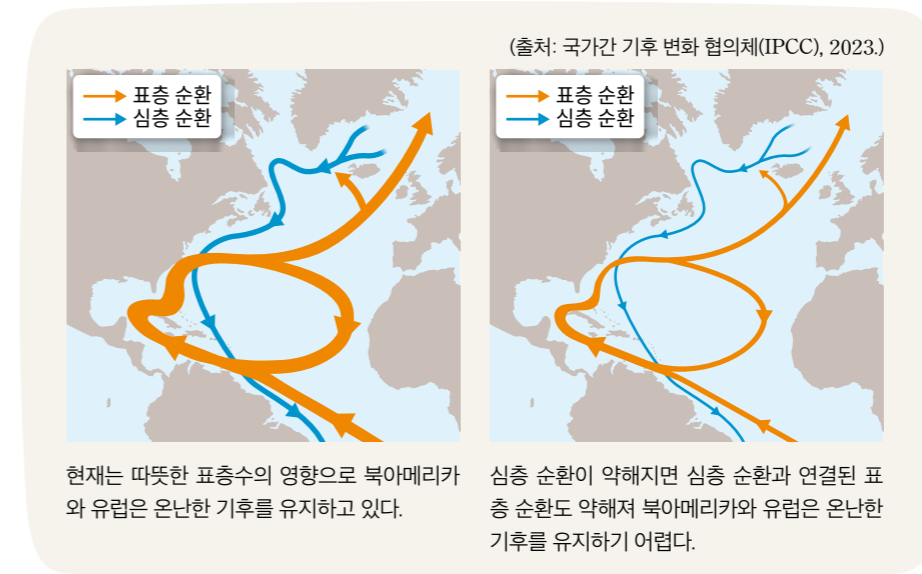 (출처: 국가간 기후 변화 협의체(IPCC), 2023.)
표층 순환
심층 순환
표층 순환
심층 순환
현재는 따뜻한 표층수의 영향으로 북아메리카
와 유럽은 온난한 기후를 유지하고 있다.
심층 순환이 약해지면 심층 순환과 연결된 표
층 순환도 약해져 북아메리카와 유럽은 온난한
기후를 유지하기 어렵다.